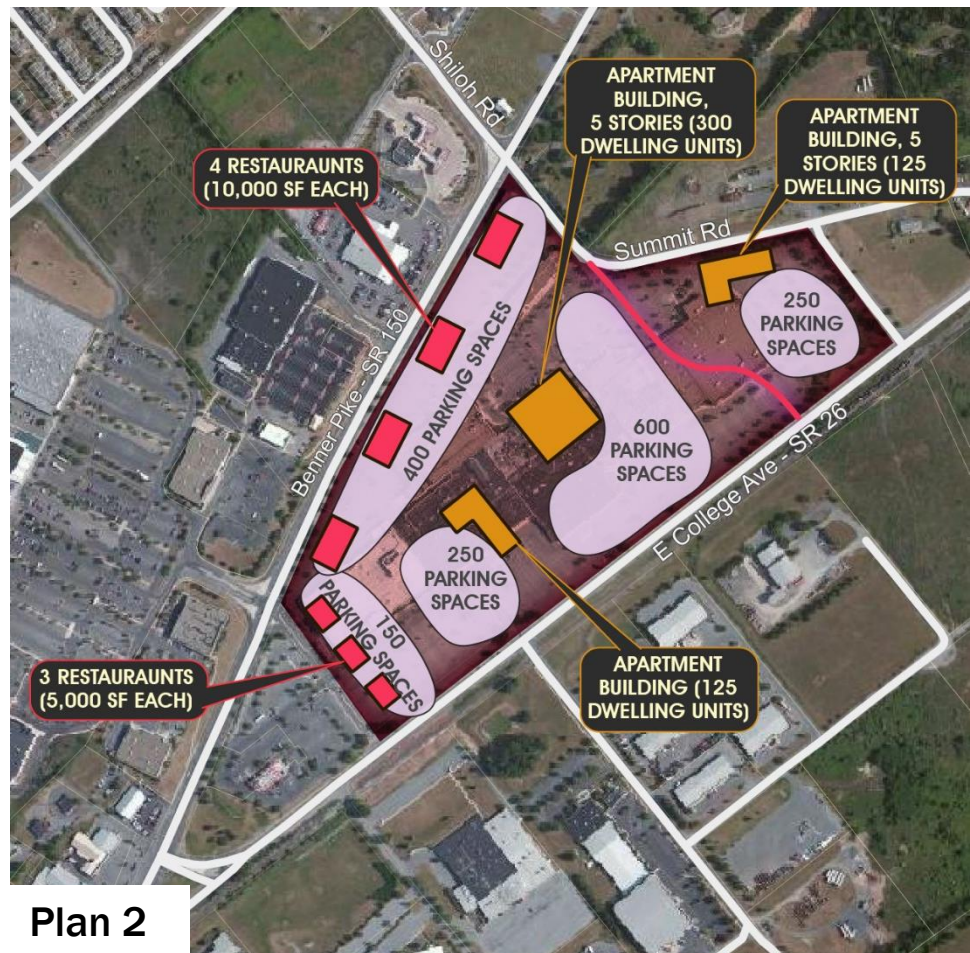 Shiloh Rd
APARTMENT
BUILDING,
5 STORIES (300
DWELLING UNITS)
APARTMENT
BUILDING, 5
STORIES (125
DWELLING UNITS)
4 RESTAURAUNTS
(10,000 SF EACH)
Summit Rd
250
PARKING
SPACES
Benner Pike - SR 150
400 PARKING SPACES
600
PARKING
SPACES
E College Ave - SR 26
250
PARKING
SPACES
150
PARKING SPACES
3 RESTAURAUNTS
(5,000 SF EACH)
APARTMENT
BUILDING (125
DWELLING UNITS)
Plan 2